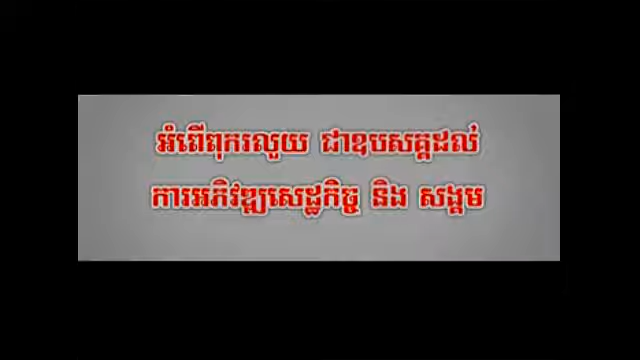 អំពើពុករលួយ ជាឧបសគ្គដល់
ការអភិវឌ្ឍសេដ្ឋកិច្ច និង សង្គម